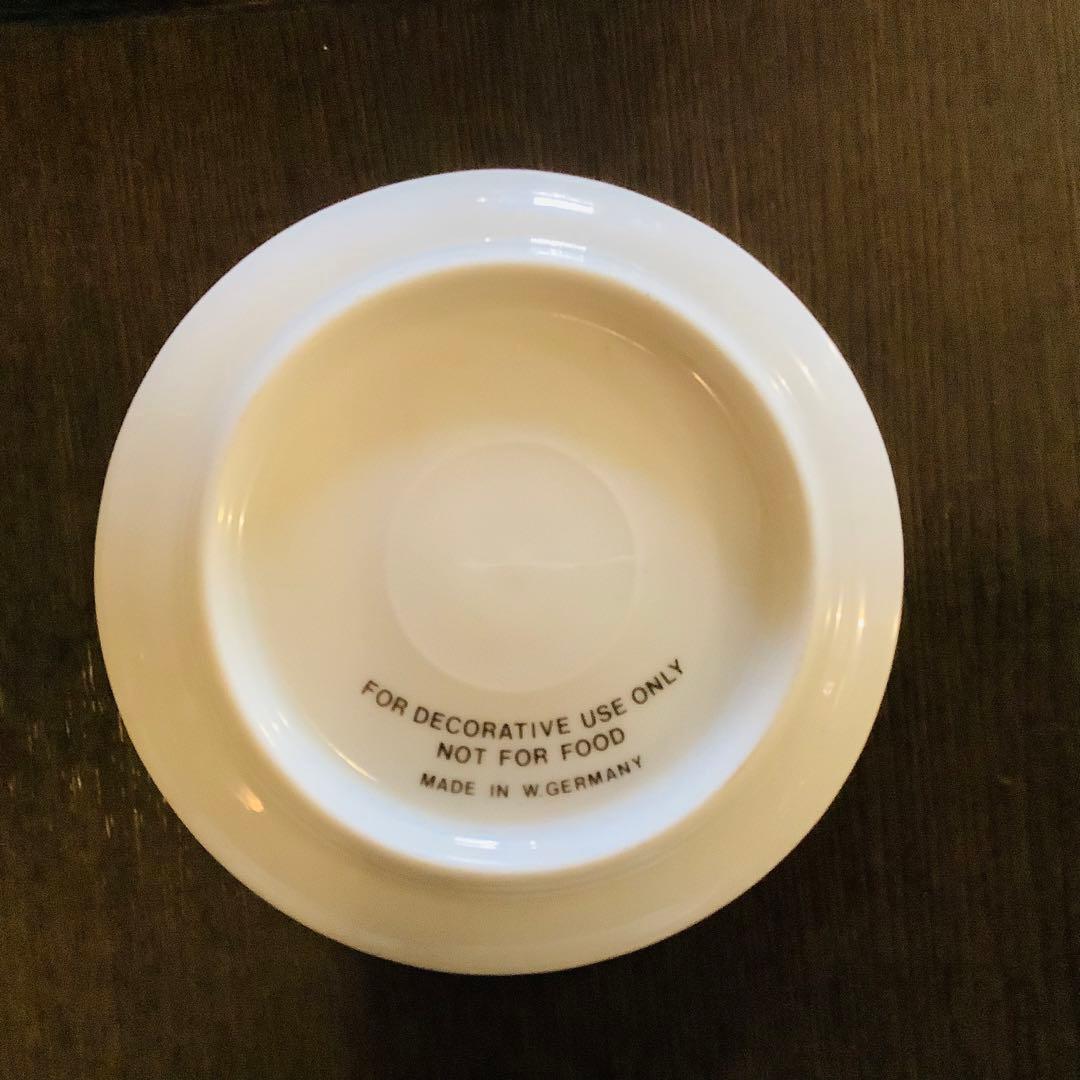 FOR DECORATIVE USE ONLY
NOT FOR FOOD
MADE IN W.GERMANY